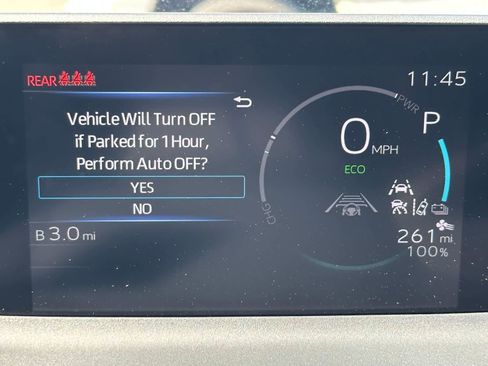 REAR
11:45
Vehicle Will Turn OFF
if Parked for 1 Hour,
Perform Auto OFF?
YES
NO
B 3.0 mi
PWR
P
0 MPH
ECO
CHG
261 mi
100%